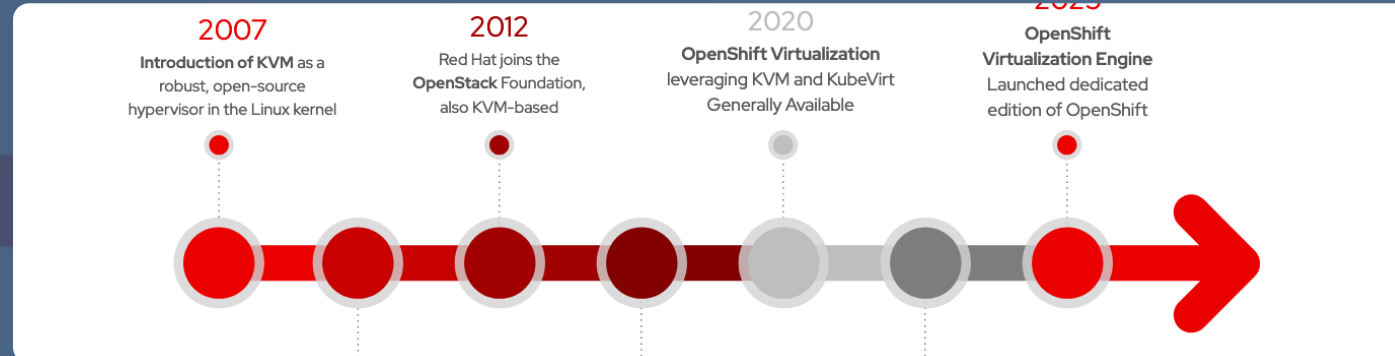 2007
Introduction of KVM as a
robust, open-source
hypervisor in the Linux kernel
2012
Red Hat joins the
OpenStack Foundation,
also KVM-based
2020
OpenShift Virtualization
leveraging KVM and KubeVirt
Generally Available
OpenShift
Virtualization Engine
Launched dedicated
edition of OpenShift